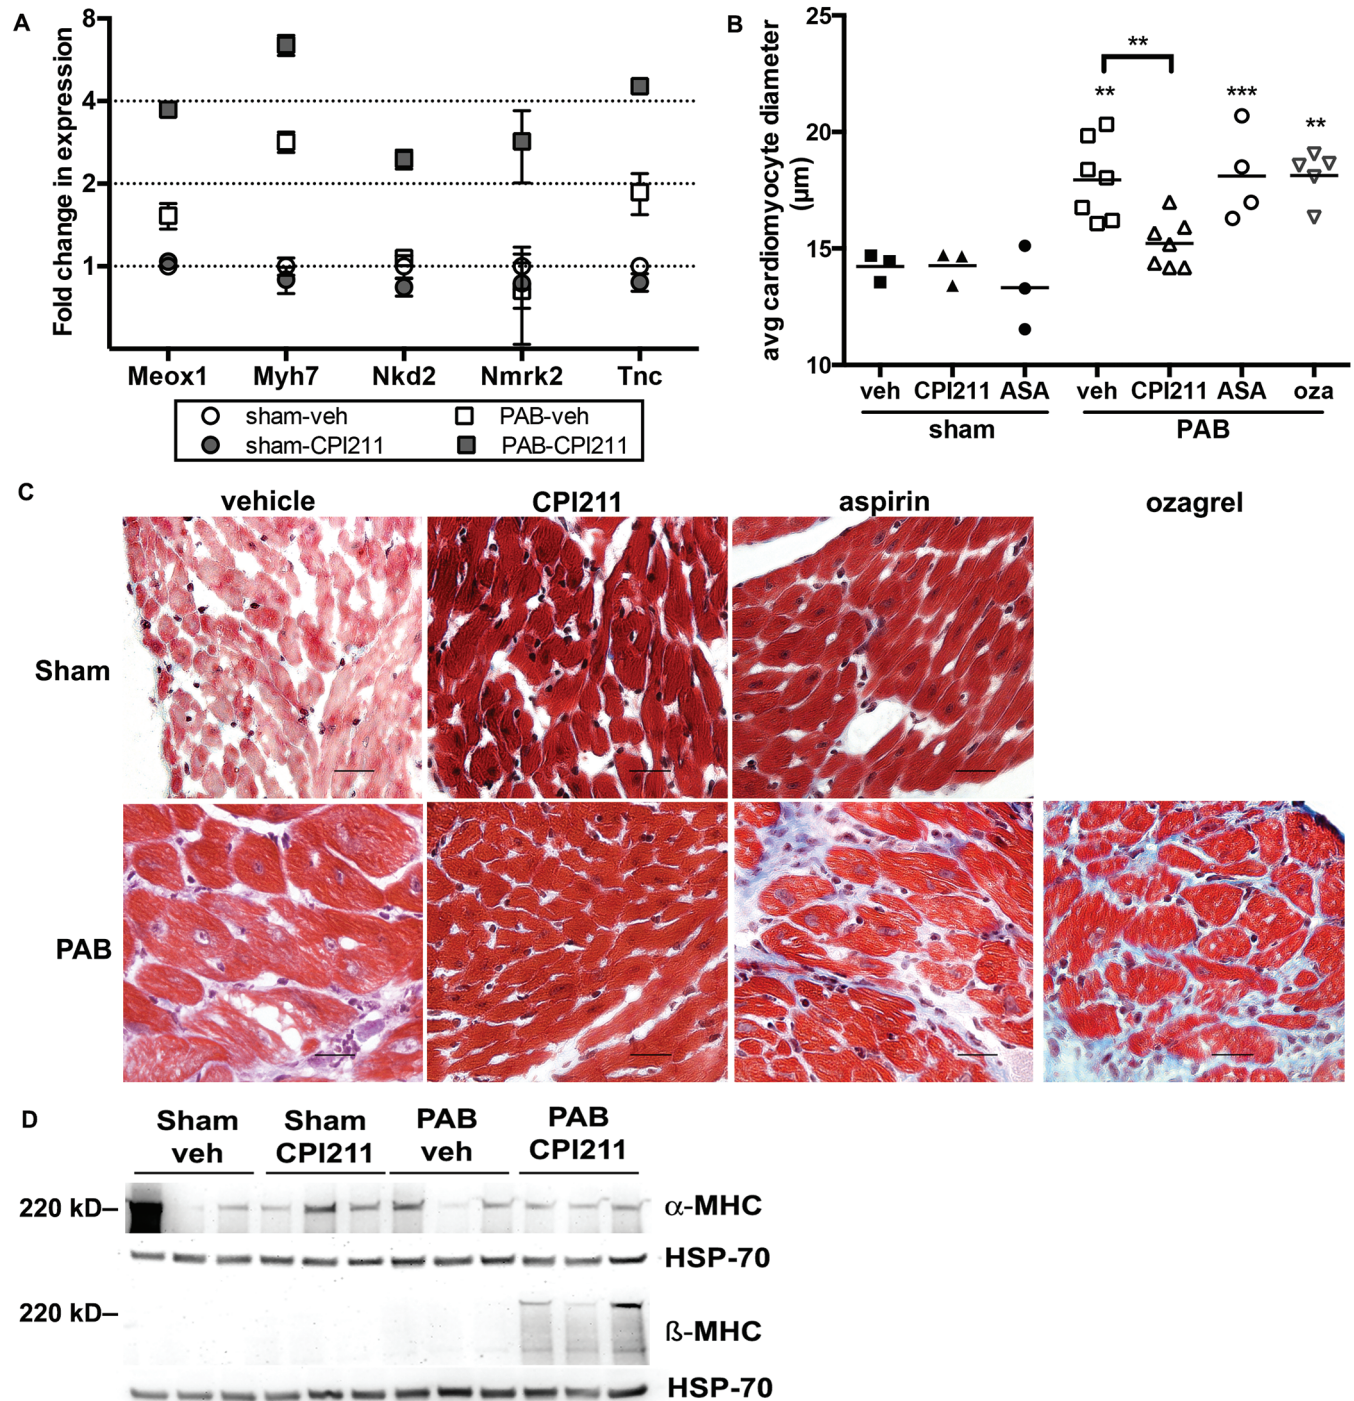 A
Fold change in expression
8
4
2
1
Meox1 Myh7 Nkd2 Nmrk2 Tnc
sham-veh PAB-veh
sham-CPI211 PAB-CPI211
B
avg cardiomyocyte diameter
(µm)
25
20
15
10
**
** *** **
veh CPI211 ASA veh CPI211 ASA oza
sham PAB
C
vehicle CPI211 aspirin ozagrel
Sham
PAB
D
Sham
veh
Sham
CPI211
PAB
veh
PAB
CPI211
220 kD– α-MHC
HSP-70
220 kD– ß-MHC
HSP-70